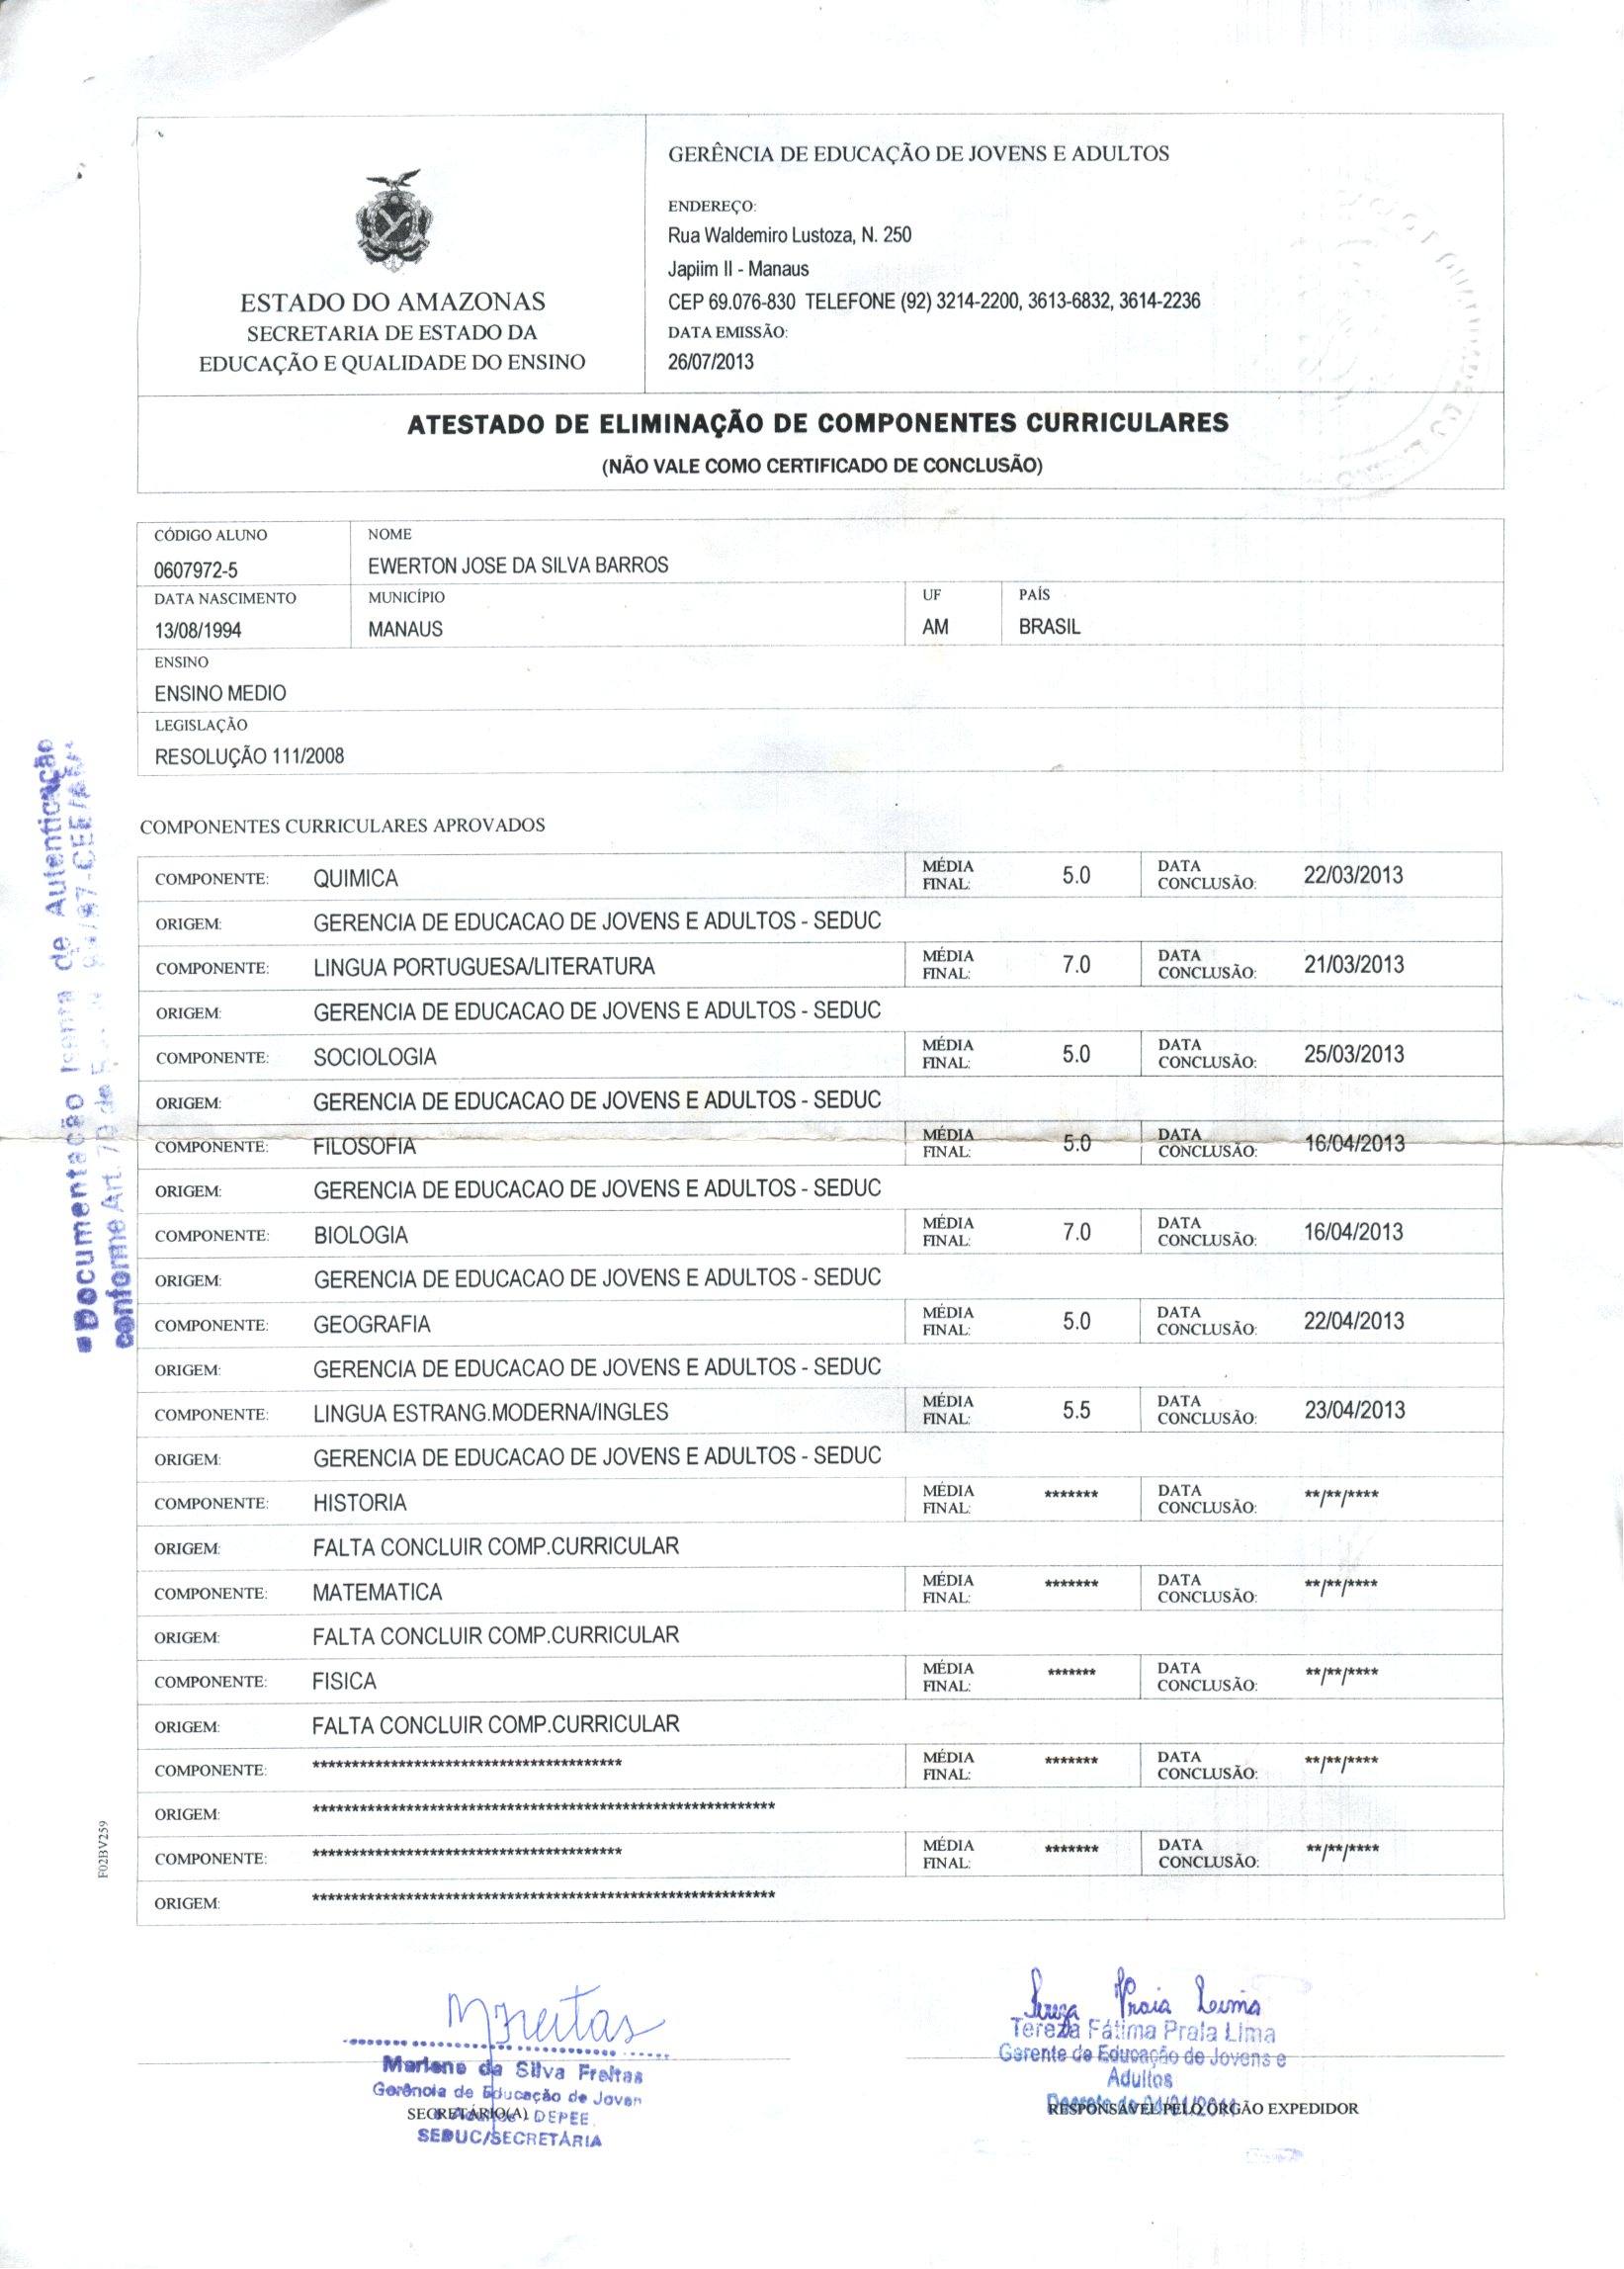 GERÊNCIA DE EDUCAÇÃO DE JOVENS E ADULTOS
ENDEREÇO:
Rua Waldemiro Lustoza, N. 250
Japiim II - Manaus
CEP 69.076-830 TELEFONE (92) 3214-2200, 3613-6832, 3614-2236
DATA EMISSÃO:
26/07/2013
ESTADO DO AMAZONAS
SECRETARIA DE ESTADO DA
EDUCAÇÃO E QUALIDADE DO ENSINO
ATESTADO DE ELIMINAÇÃO DE COMPONENTES CURRICULARES
(NÃO VALE COMO CERTIFICADO DE CONCLUSÃO)
CÓDIGO ALUNO NOME
0607972-5 EWERTON JOSE DA SILVA BARROS
DATA NASCIMENTO MUNICÍPIO UF PAÍS
13/08/1994 MANAUS AM BRASIL
ENSINO
ENSINO MEDIO
LEGISLAÇÃO
RESOLUÇÃO 111/2008
COMPONENTES CURRICULARES APROVADOS
COMPONENTE: QUIMICA MÉDIA FINAL: 5.0 DATA CONCLUSÃO: 22/03/2013
ORIGEM: GERENCIA DE EDUCACAO DE JOVENS E ADULTOS - SEDUC
COMPONENTE: LINGUA PORTUGUESA/LITERATURA MÉDIA FINAL: 7.0 DATA CONCLUSÃO: 21/03/2013
ORIGEM: GERENCIA DE EDUCACAO DE JOVENS E ADULTOS - SEDUC
COMPONENTE: SOCIOLOGIA MÉDIA FINAL: 5.0 DATA CONCLUSÃO: 25/03/2013
ORIGEM: GERENCIA DE EDUCACAO DE JOVENS E ADULTOS - SEDUC
COMPONENTE: FILOSOFIA MÉDIA FINAL: 5.0 DATA CONCLUSÃO: 16/04/2013
ORIGEM: GERENCIA DE EDUCACAO DE JOVENS E ADULTOS - SEDUC
COMPONENTE: BIOLOGIA MÉDIA FINAL: 7.0 DATA CONCLUSÃO: 16/04/2013
ORIGEM: GERENCIA DE EDUCACAO DE JOVENS E ADULTOS - SEDUC
COMPONENTE: GEOGRAFIA MÉDIA FINAL: 5.0 DATA CONCLUSÃO: 22/04/2013
ORIGEM: GERENCIA DE EDUCACAO DE JOVENS E ADULTOS - SEDUC
COMPONENTE: LINGUA ESTRANG.MODERNA/INGLES MÉDIA FINAL: 5.5 DATA CONCLUSÃO: 23/04/2013
ORIGEM: GERENCIA DE EDUCACAO DE JOVENS E ADULTOS - SEDUC
COMPONENTE: HISTORIA MÉDIA FINAL: ******* DATA CONCLUSÃO: **/**/****
ORIGEM: FALTA CONCLUIR COMP.CURRICULAR
COMPONENTE: MATEMATICA MÉDIA FINAL: ******* DATA CONCLUSÃO: **/**/****
ORIGEM: FALTA CONCLUIR COMP.CURRICULAR
COMPONENTE: FISICA MÉDIA FINAL: ******* DATA CONCLUSÃO: **/**/****
ORIGEM: FALTA CONCLUIR COMP.CURRICULAR
COMPONENTE: **************************************** MÉDIA FINAL: ******* DATA CONCLUSÃO: **/**/****
ORIGEM: ************************************************************
COMPONENTE: **************************************** MÉDIA FINAL: ******* DATA CONCLUSÃO: **/**/****
ORIGEM: ************************************************************
MFreitas
Marlene da Silva Freitas
Gerência de Educação de Joven
DEPEE
SECRETÁRIO(A)
SEDUC/SECRETÁRIA
Tereza Praia Lima
Tereza Fátima Praia Lima
Gerente de Educação de Jovens e
Adultos
RESPONSÁVEL PELO ORGÃO EXPEDIDOR
Documentação de Autenticação
conforme Art.
F02BV259